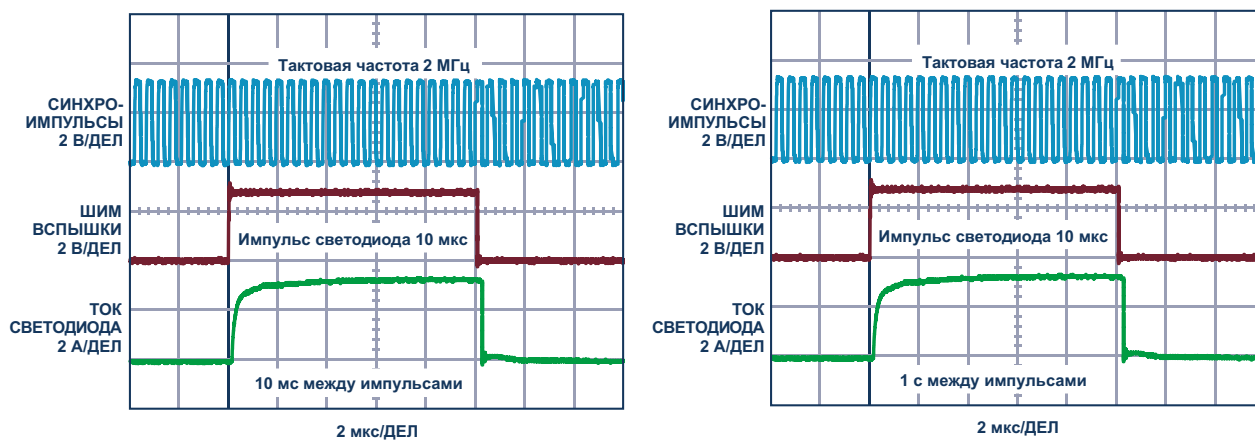 Тактовая частота 2 МГц
СИНХРО-
ИМПУЛЬСЫ
2 В/ДЕЛ
ШИМ
ВСПЫШКИ
2 В/ДЕЛ
Импульс светодиода 10 мкс
ТОК
СВЕТОДИОДА
2 А/ДЕЛ
10 мс между импульсами
2 мкс/ДЕЛ
Тактовая частота 2 МГц
СИНХРО-
ИМПУЛЬСЫ
2 В/ДЕЛ
ШИМ
ВСПЫШКИ
2 В/ДЕЛ
Импульс светодиода 10 мкс
ТОК
СВЕТОДИОДА
2 А/ДЕЛ
1 с между импульсами
2 мкс/ДЕЛ